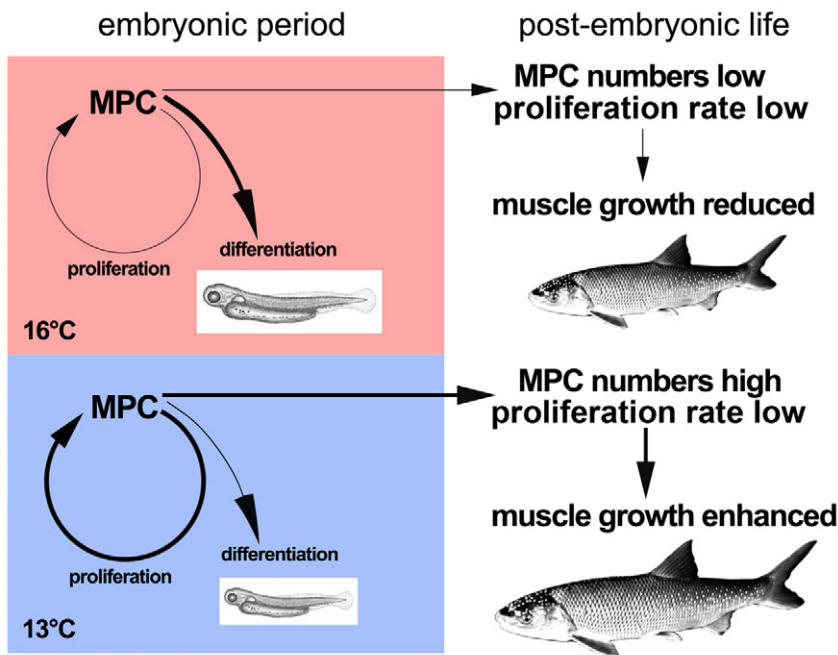 embryonic period
post-embryonic life
MPC
MPC numbers low
proliferation rate low
muscle growth reduced
differentiation
proliferation
16°C
MPC
MPC numbers high
proliferation rate low
muscle growth enhanced
differentiation
proliferation
13°C